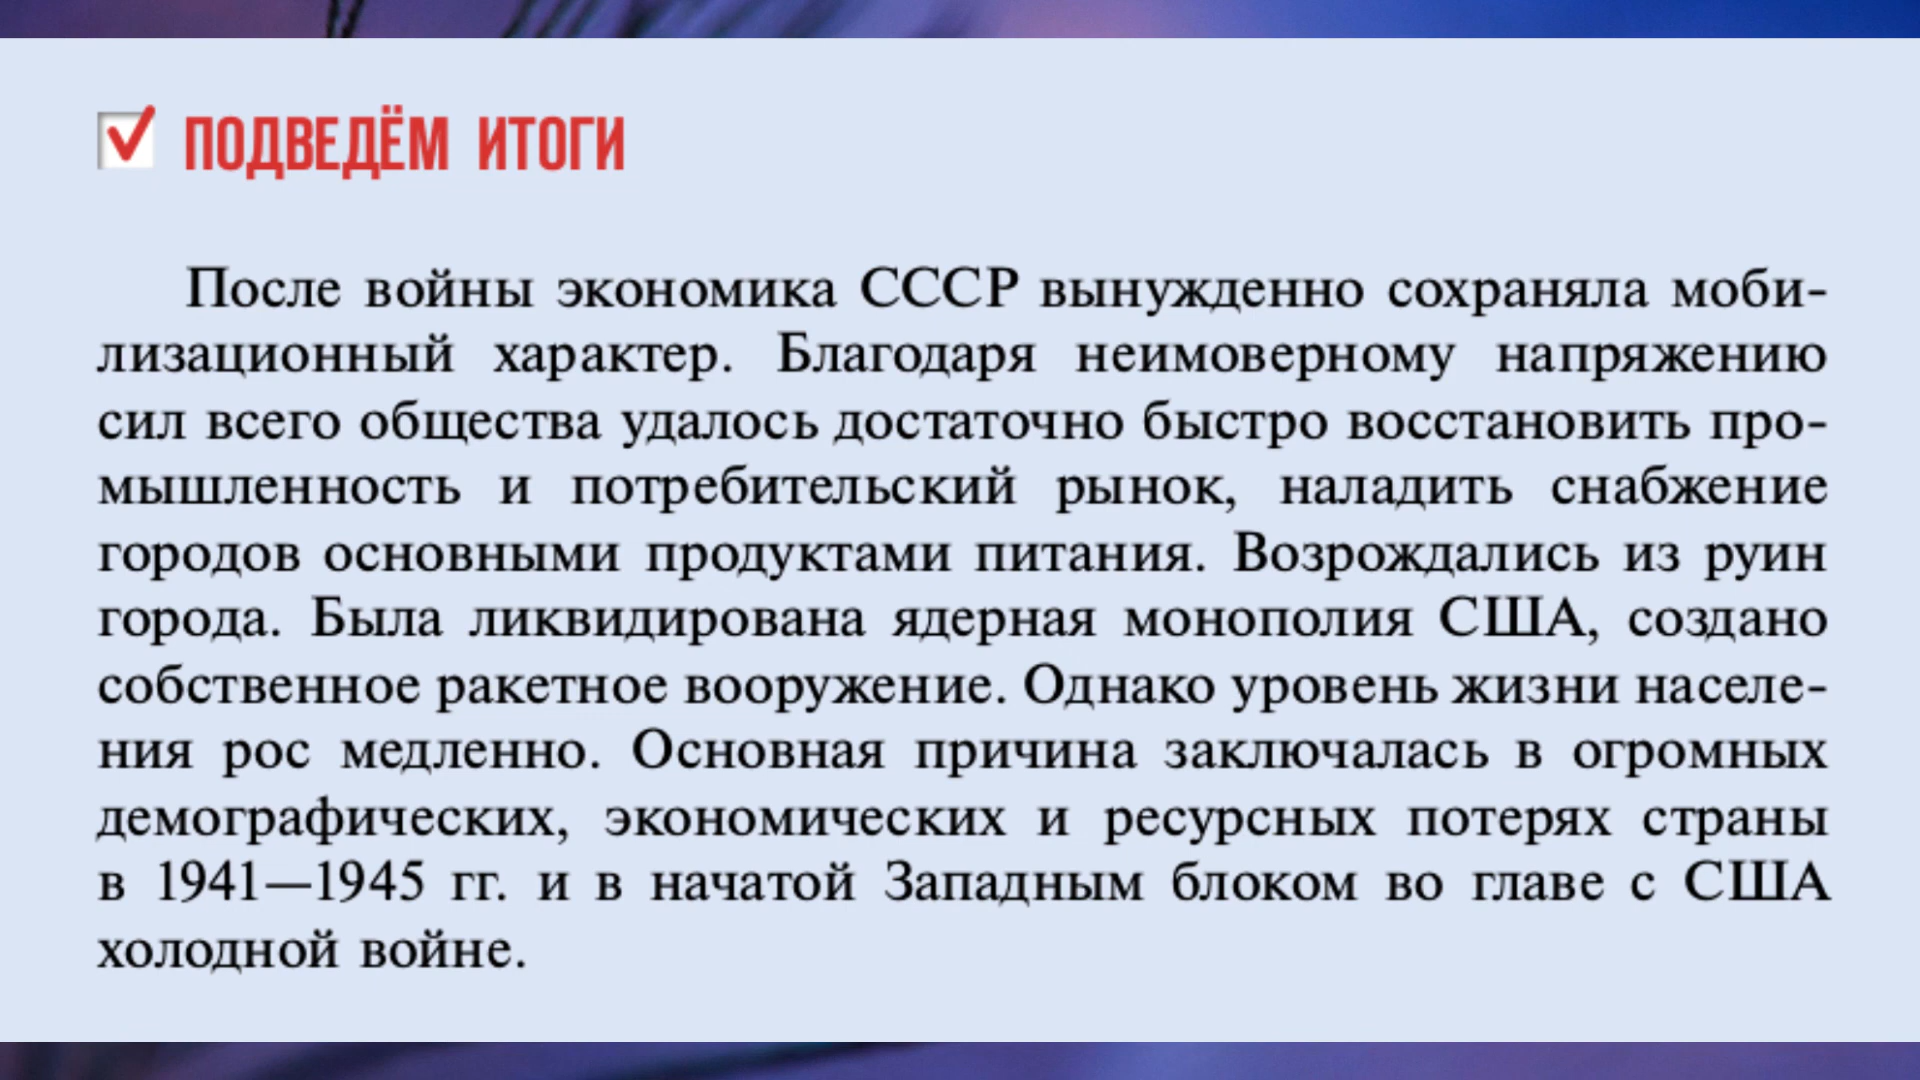 ПОДВЕДЁМ ИТОГИ
После войны экономика СССР вынужденно сохраняла моби-
лизационный характер. Благодаря неимоверному напряжению
сил всего общества удалось достаточно быстро восстановить про-
мышленность и потребительский рынок, наладить снабжение
городов основными продуктами питания. Возрождались из руин
города. Была ликвидирована ядерная монополия США, создано
собственное ракетное вооружение. Однако уровень жизни населе-
ния рос медленно. Основная причина заключалась в огромных
демографических, экономических и ресурсных потерях страны
в 1941—1945 гг. и в начатой Западным блоком во главе с США
холодной войне.